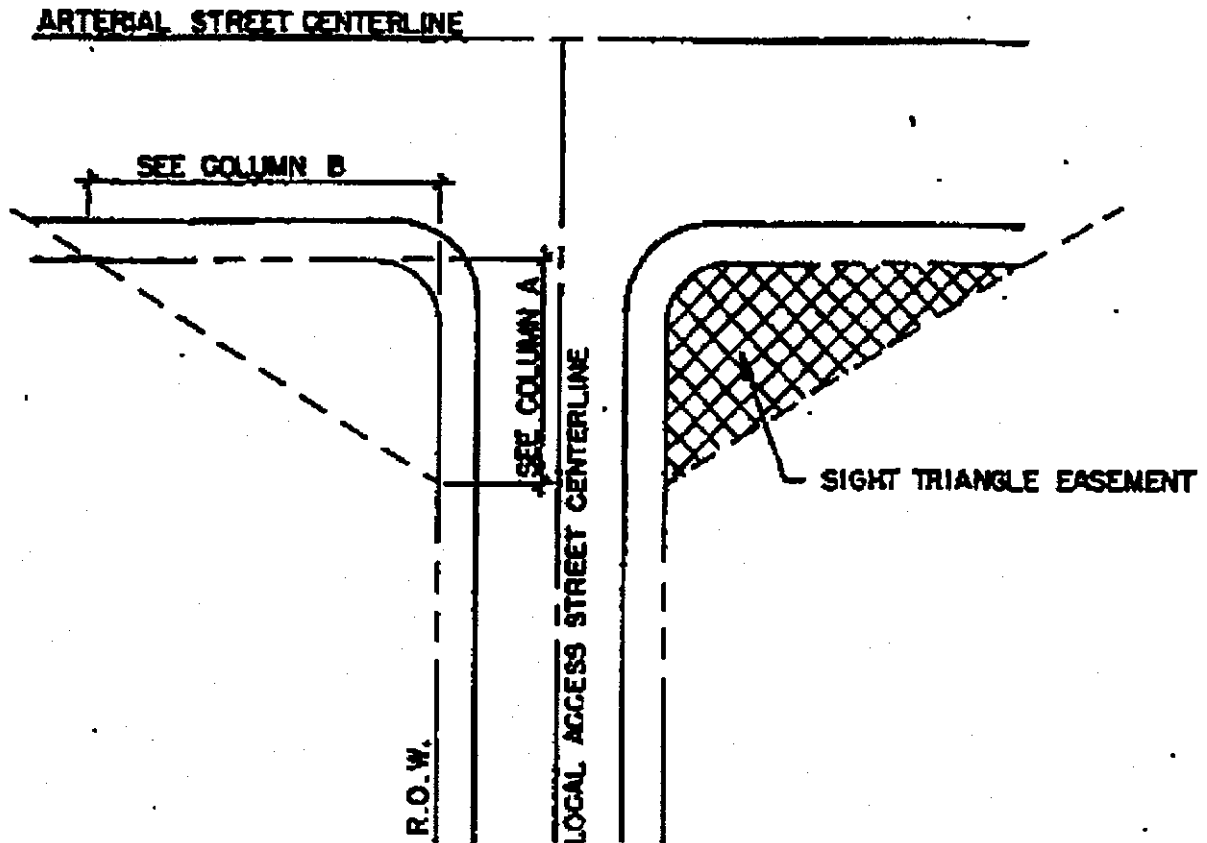 ARTERIAL STREET CENTERLINE
SEE COLUMN B
SEE COLUMN A
LOCAL ACCESS STREET CENTERLINE
SIGHT TRIANGLE EASEMENT
R.O.W.